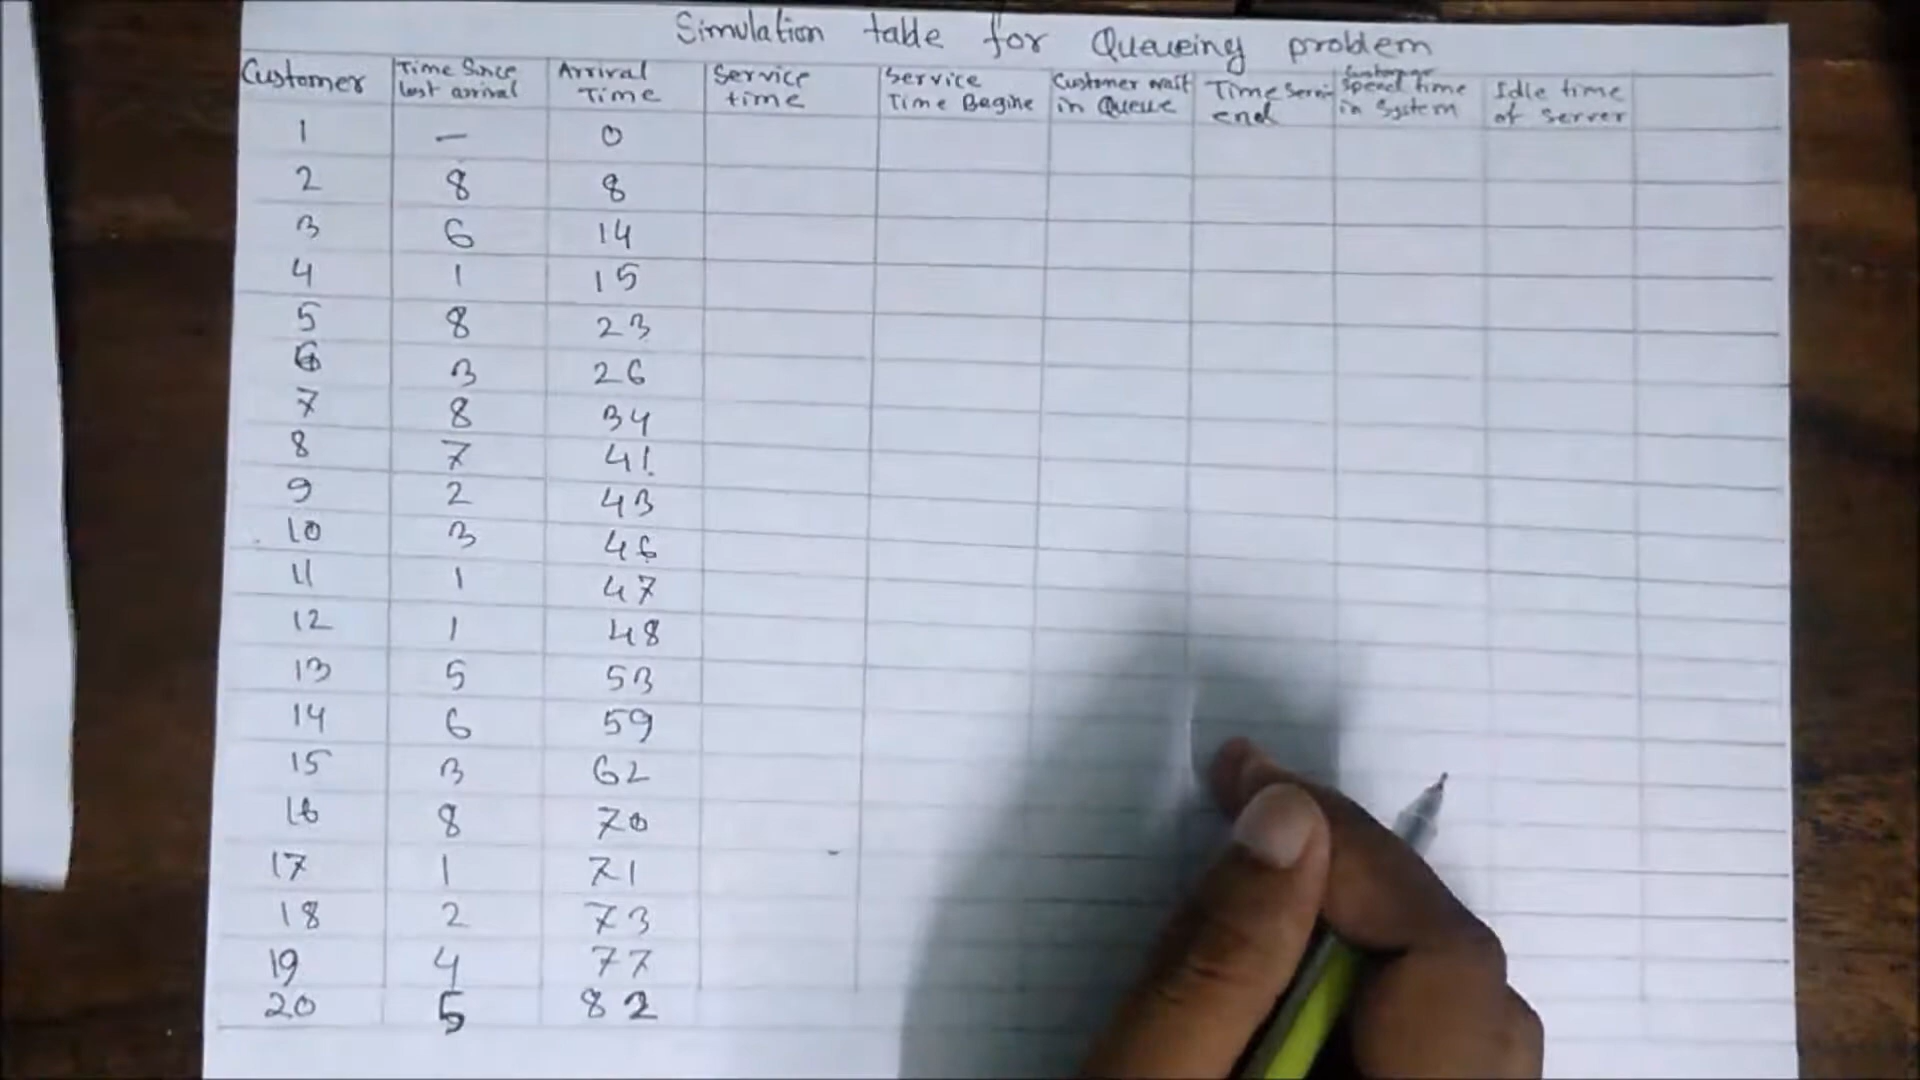 Simulation table for Queueing problem
Customer Time Since last arrival Arrival Time Service time Service Time Begine Customer wait in Queue Time Servi end spend time in System Idle time of Server
1 — 0
2 8 8
3 6 14
4 1 15
5 8 23
6 3 26
7 8 34
8 7 41
9 2 43
10 3 46
11 1 47
12 1 48
13 5 53
14 6 59
15 3 62
16 8 70
17 1 71
18 2 73
19 4 77
20 5 82